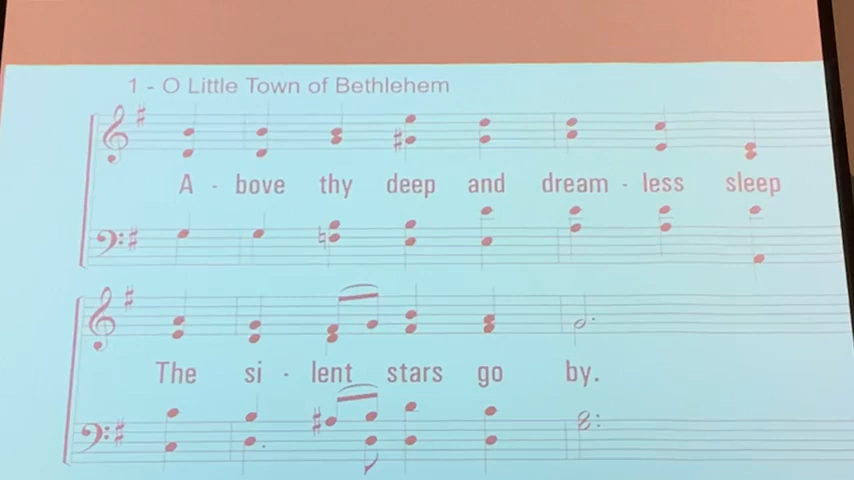 1 - O Little Town of Bethlehem
A - bove thy deep and dream - less sleep
The si - lent stars go by.